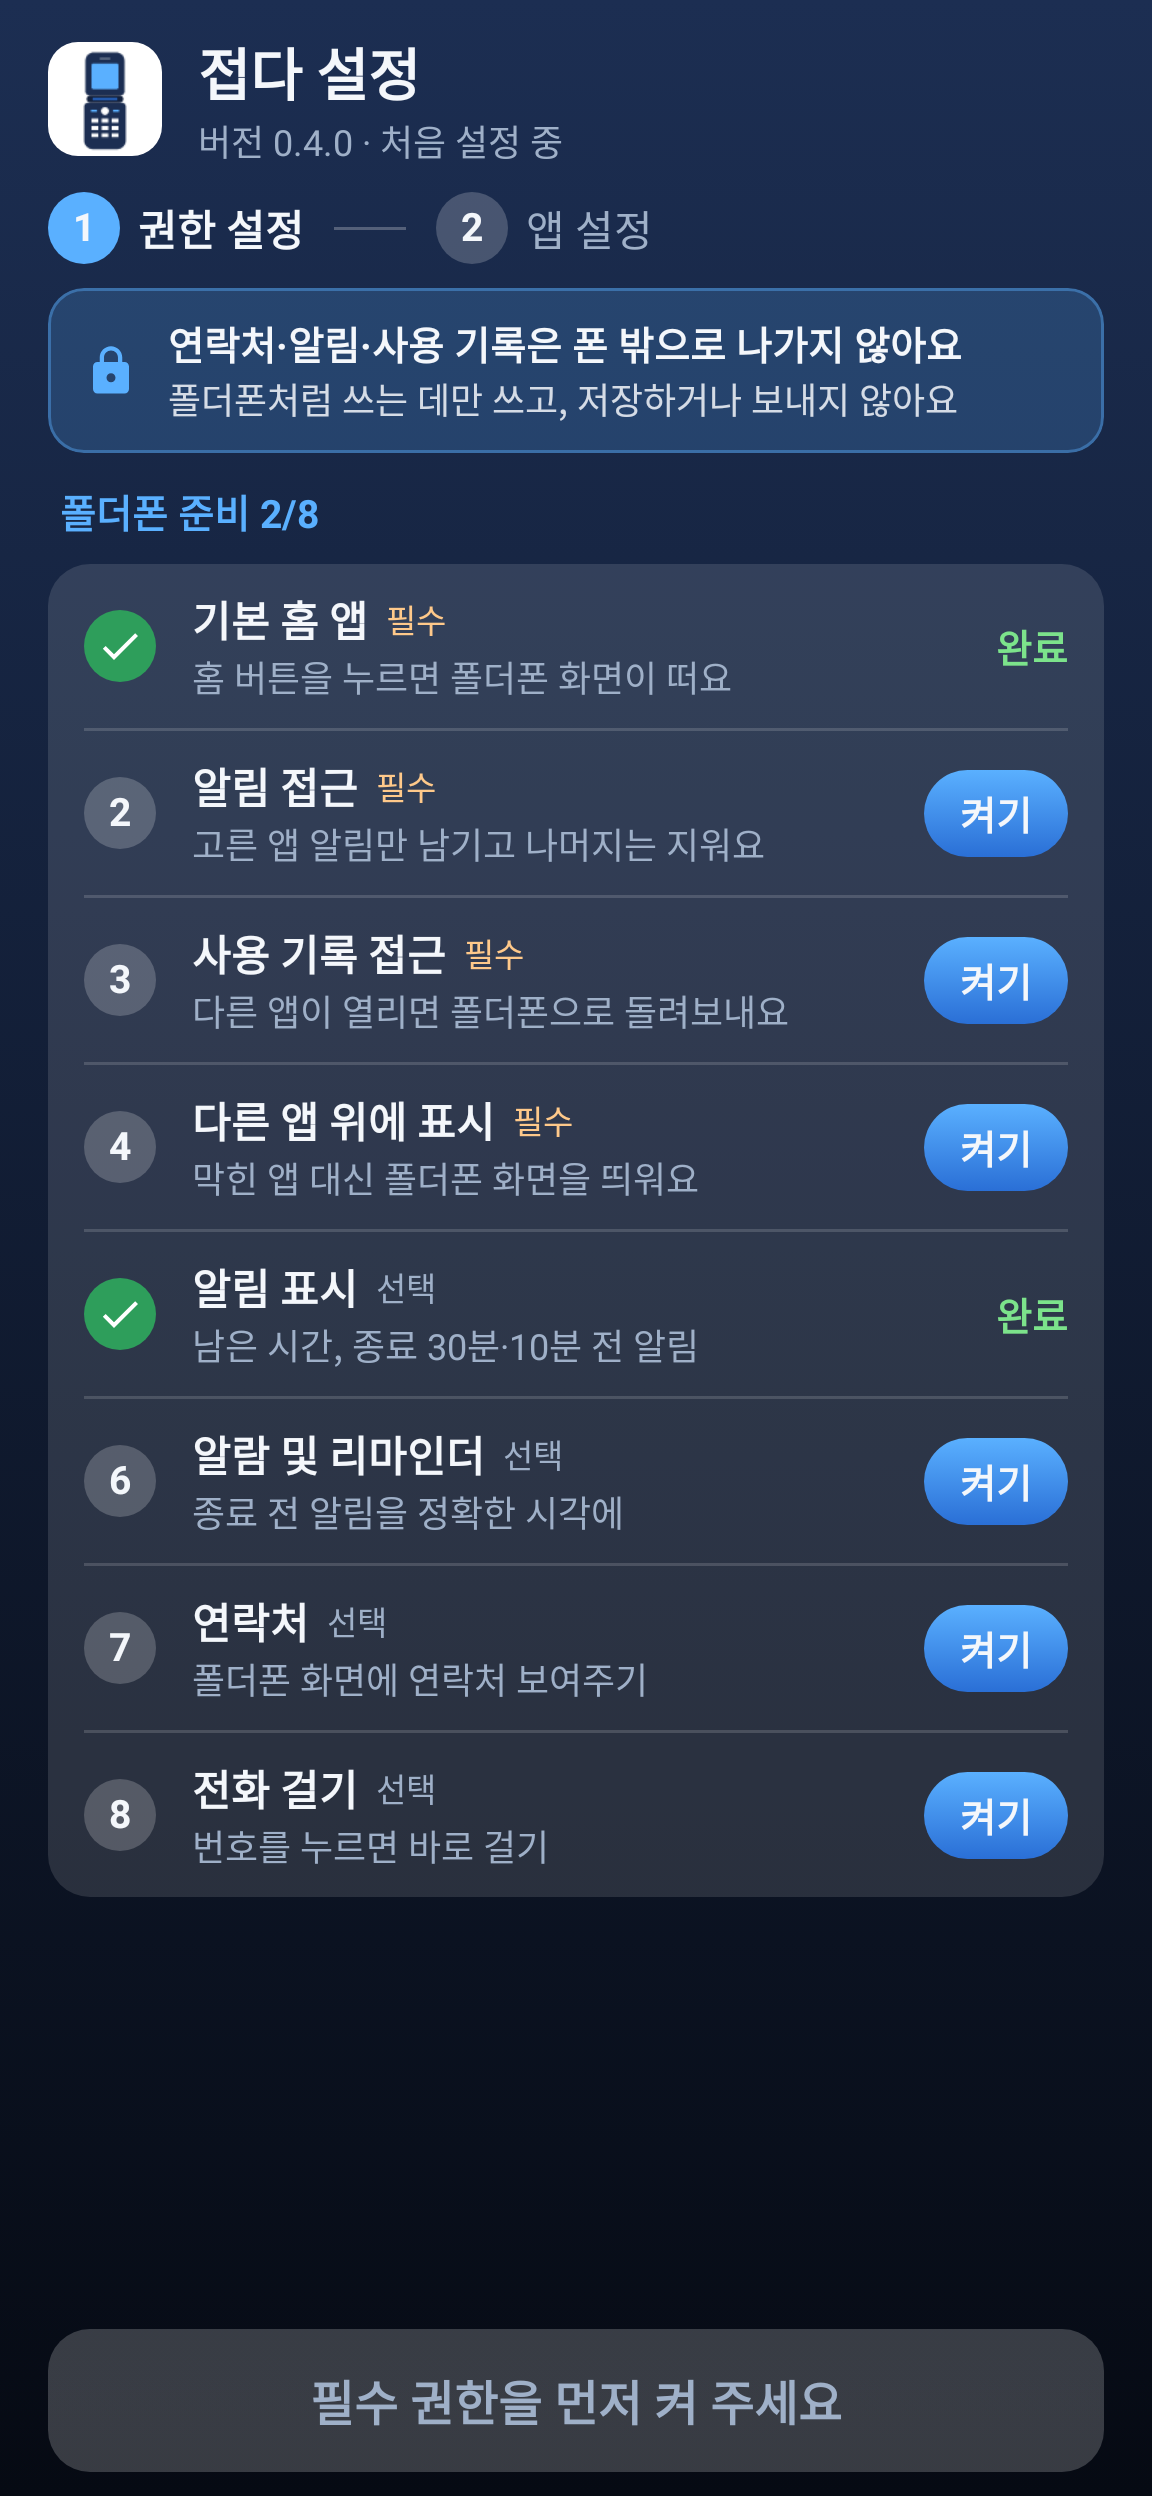 접다 설정
버전 0.4.0 · 처음 설정 중
1 권한 설정 2 앱 설정
연락처·알림·사용 기록은 폰 밖으로 나가지 않아요
폴더폰처럼 쓰는 데만 쓰고, 저장하거나 보내지 않아요
폴더폰 준비 2/8
기본 홈 앱 필수
홈 버튼을 누르면 폴더폰 화면이 떠요
완료
2 알림 접근 필수
고른 앱 알림만 남기고 나머지는 지워요
켜기
3 사용 기록 접근 필수
다른 앱이 열리면 폴더폰으로 돌려보내요
켜기
4 다른 앱 위에 표시 필수
막힌 앱 대신 폴더폰 화면을 띄워요
켜기
알림 표시 선택
남은 시간, 종료 30분·10분 전 알림
완료
6 알람 및 리마인더 선택
종료 전 알림을 정확한 시각에
켜기
7 연락처 선택
폴더폰 화면에 연락처 보여주기
켜기
8 전화 걸기 선택
번호를 누르면 바로 걸기
켜기
필수 권한을 먼저 켜 주세요